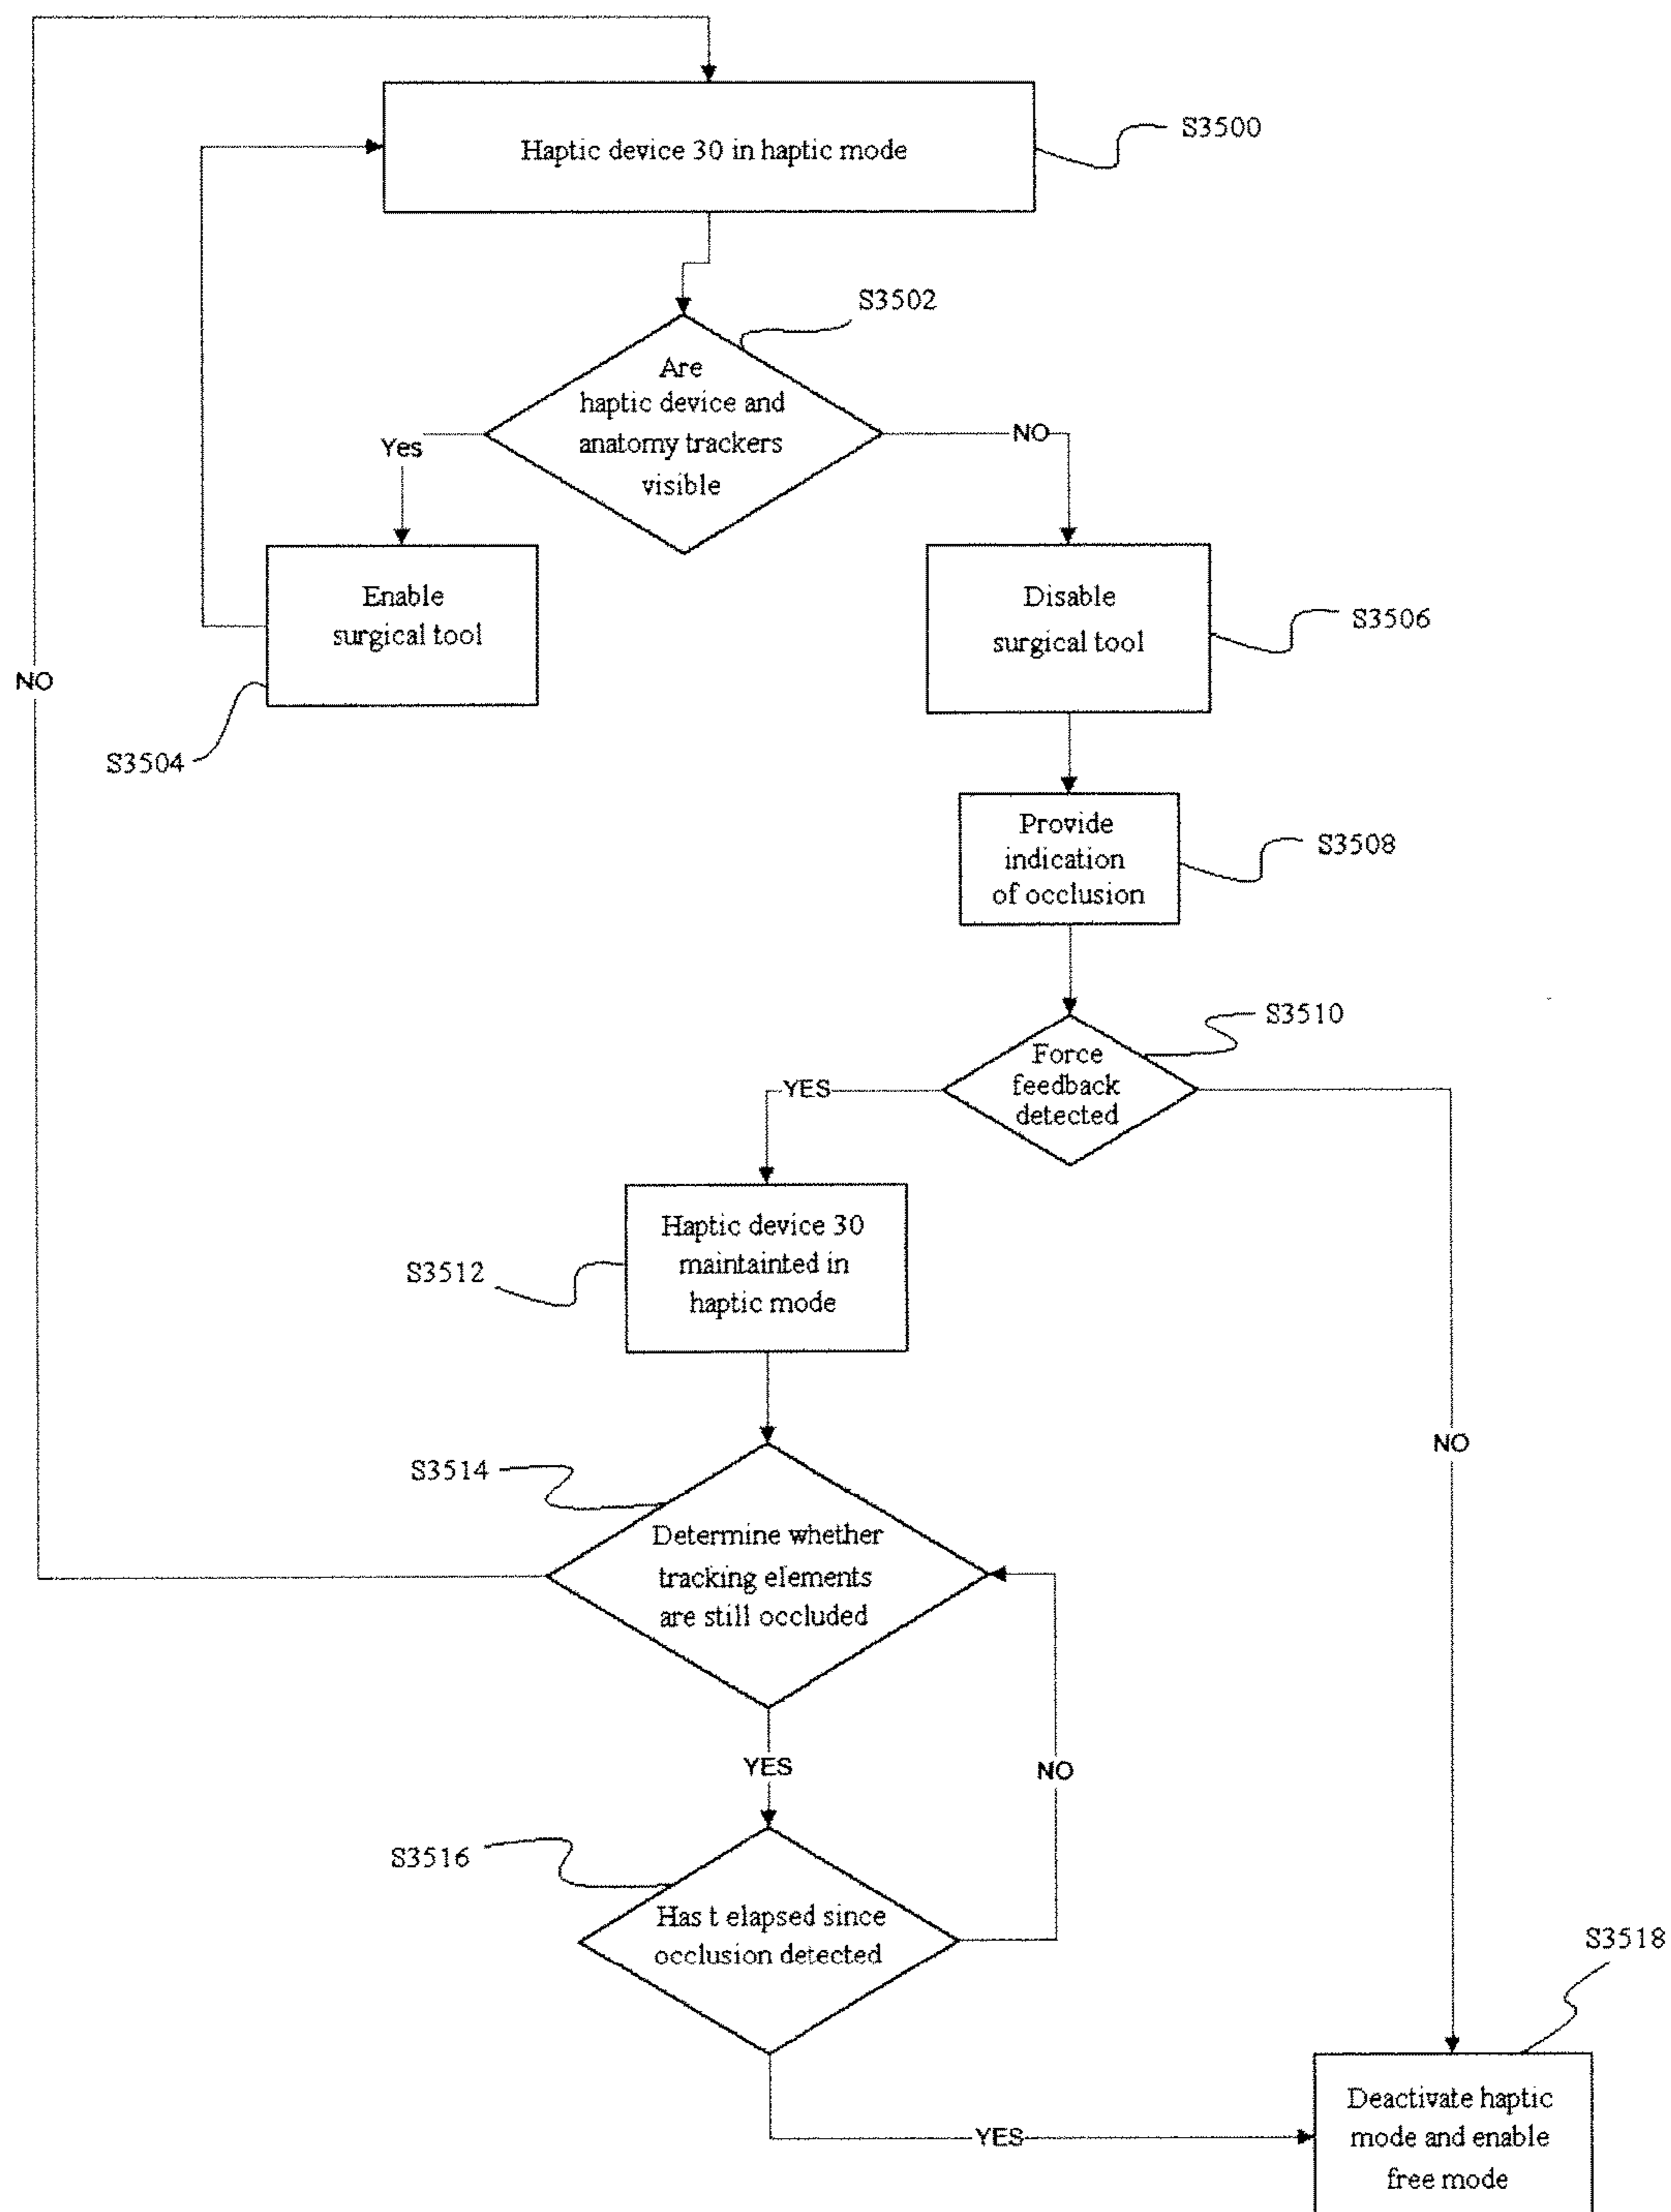 Haptic device 30 in haptic mode
S3500
S3502
Are
haptic device and
anatomy trackers
visible
Yes
NO
Enable
surgical tool
S3504
Disable
surgical tool
S3506
NO
Provide
indication
of occlusion
S3508
S3510
Force
feedback
detected
YES
NO
Haptic device 30
maintainted in
haptic mode
S3512
S3514
Determine whether
tracking elements
are still occluded
YES
NO
S3516
Has t elapsed since
occlusion detected
YES
S3518
Deactivate haptic
mode and enable
free mode